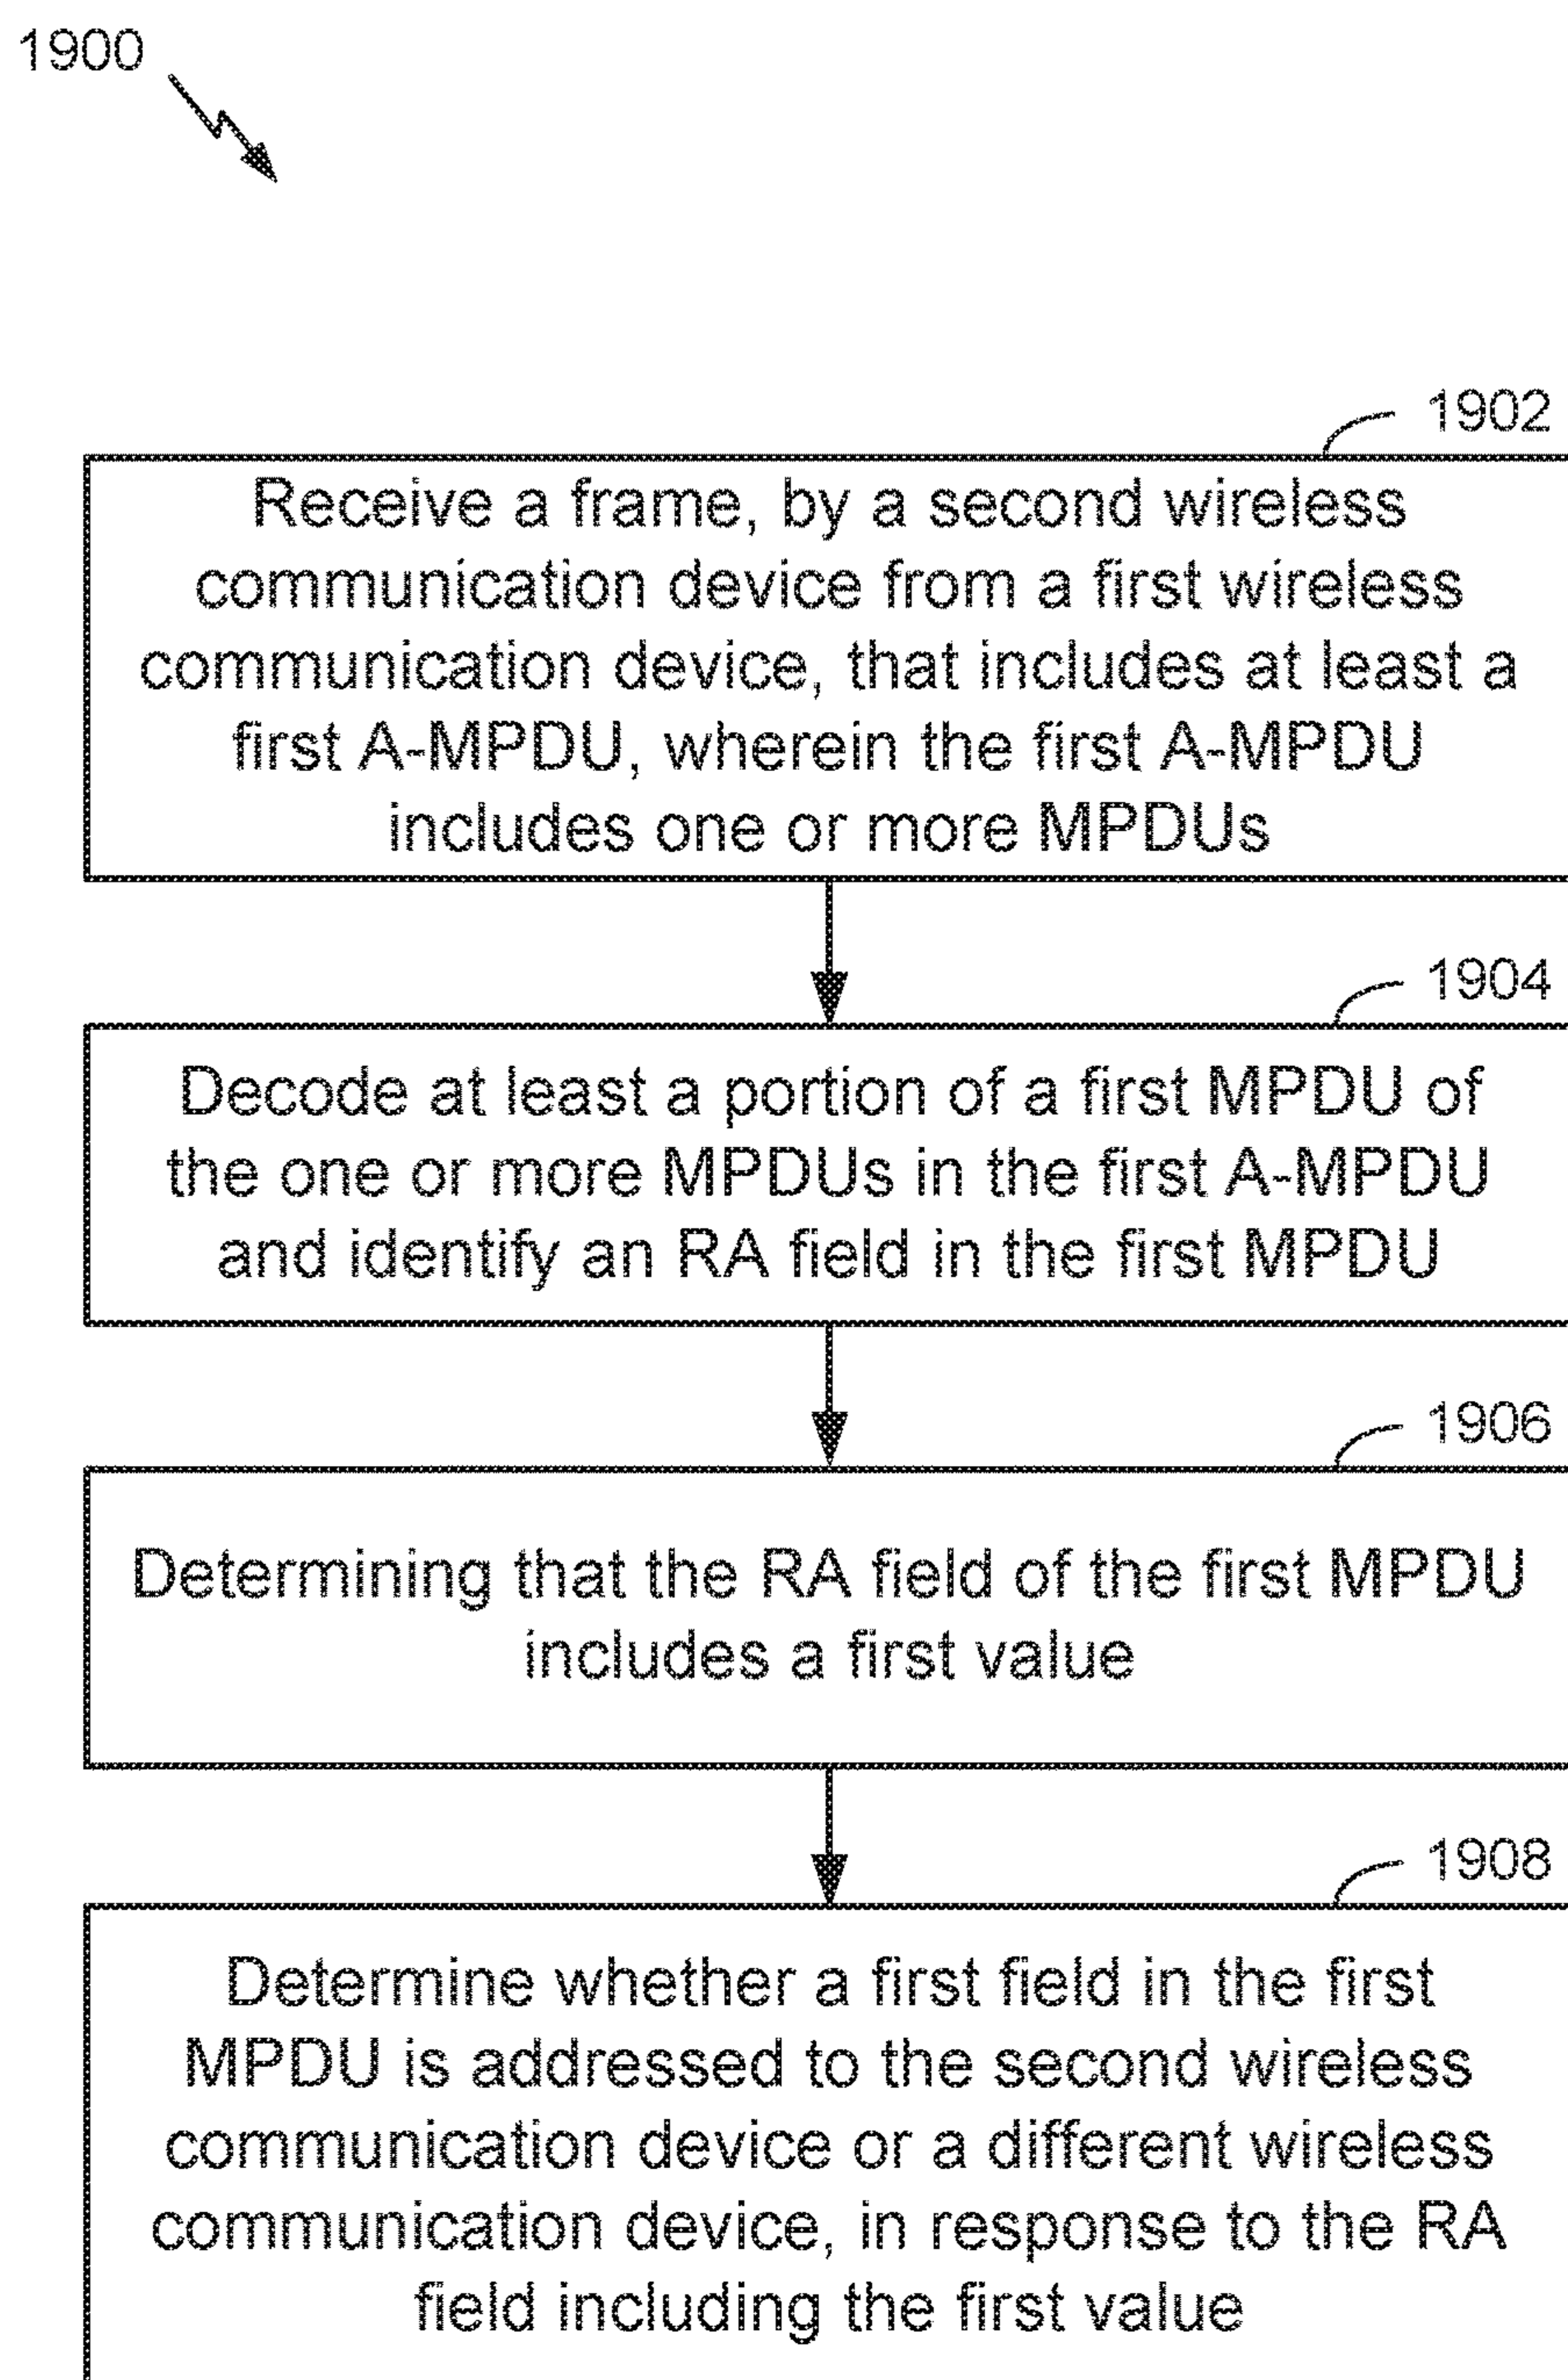 1900
1902
Receive a frame, by a second wireless
communication device from a first wireless
communication device, that includes at least a
first A-MPDU, wherein the first A-MPDU
includes one or more MPDUs
1904
Decode at least a portion of a first MPDU of
the one or more MPDUs in the first A-MPDU
and identify an RA field in the first MPDU
1906
Determining that the RA field of the first MPDU
includes a first value
1908
Determine whether a first field in the first
MPDU is addressed to the second wireless
communication device or a different wireless
communication device, in response to the RA
field including the first value